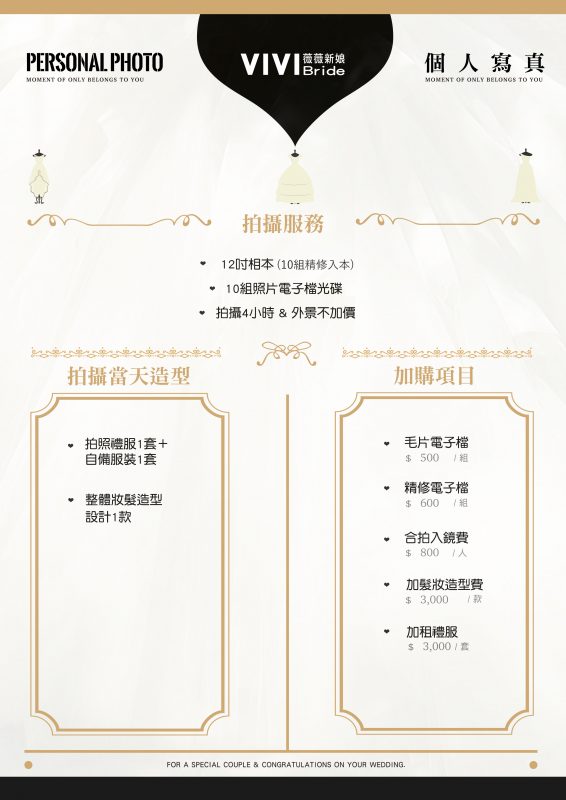 PERSONAL PHOTO
MOMENT OF ONLY BELONGS TO YOU
VIVI 薇薇新娘
Bride
個人寫真
MOMENT OF ONLY BELONGS TO YOU
拍攝服務
12吋相本 (10組精修入本)
10組照片電子檔光碟
拍攝4小時 & 外景不加價
拍攝當天造型
拍照禮服1套＋
自備服裝1套
整體妝髮造型
設計1款
加購項目
毛片電子檔
$ 500 / 組
精修電子檔
$ 600 / 組
合拍入鏡費
$ 800 / 人
加髮妝造型費
$ 3,000 / 款
加租禮服
$ 3,000 / 套
FOR A SPECIAL COUPLE & CONGRATULATIONS ON YOUR WEDDING.